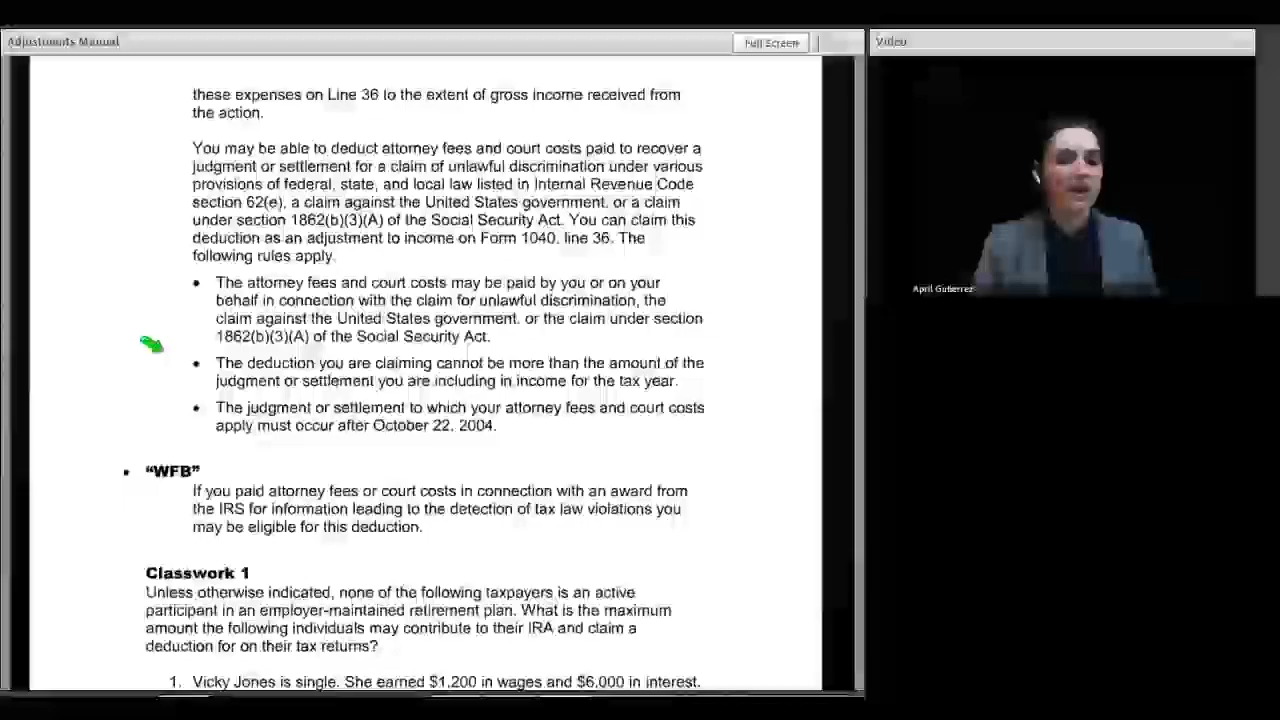 Adjustments Manual
Full Screen
Video
these expenses on Line 36 to the extent of gross income received from
the action.
You may be able to deduct attorney fees and court costs paid to recover a
judgment or settlement for a claim of unlawful discrimination under various
provisions of federal, state, and local law listed in Internal Revenue Code
section 62(e), a claim against the United States government, or a claim
under section 1862(b)(3)(A) of the Social Security Act. You can claim this
deduction as an adjustment to income on Form 1040, line 36. The
following rules apply.
• The attorney fees and court costs may be paid by you or on your
behalf in connection with the claim for unlawful discrimination, the
claim against the United States government, or the claim under section
1862(b)(3)(A) of the Social Security Act.
• The deduction you are claiming cannot be more than the amount of the
judgment or settlement you are including in income for the tax year.
• The judgment or settlement to which your attorney fees and court costs
apply must occur after October 22, 2004.
• “WFB”
If you paid attorney fees or court costs in connection with an award from
the IRS for information leading to the detection of tax law violations you
may be eligible for this deduction.
Classwork 1
Unless otherwise indicated, none of the following taxpayers is an active
participant in an employer-maintained retirement plan. What is the maximum
amount the following individuals may contribute to their IRA and claim a
deduction for on their tax returns?
1. Vicky Jones is single. She earned $1,200 in wages and $6,000 in interest.
April Gutierrez